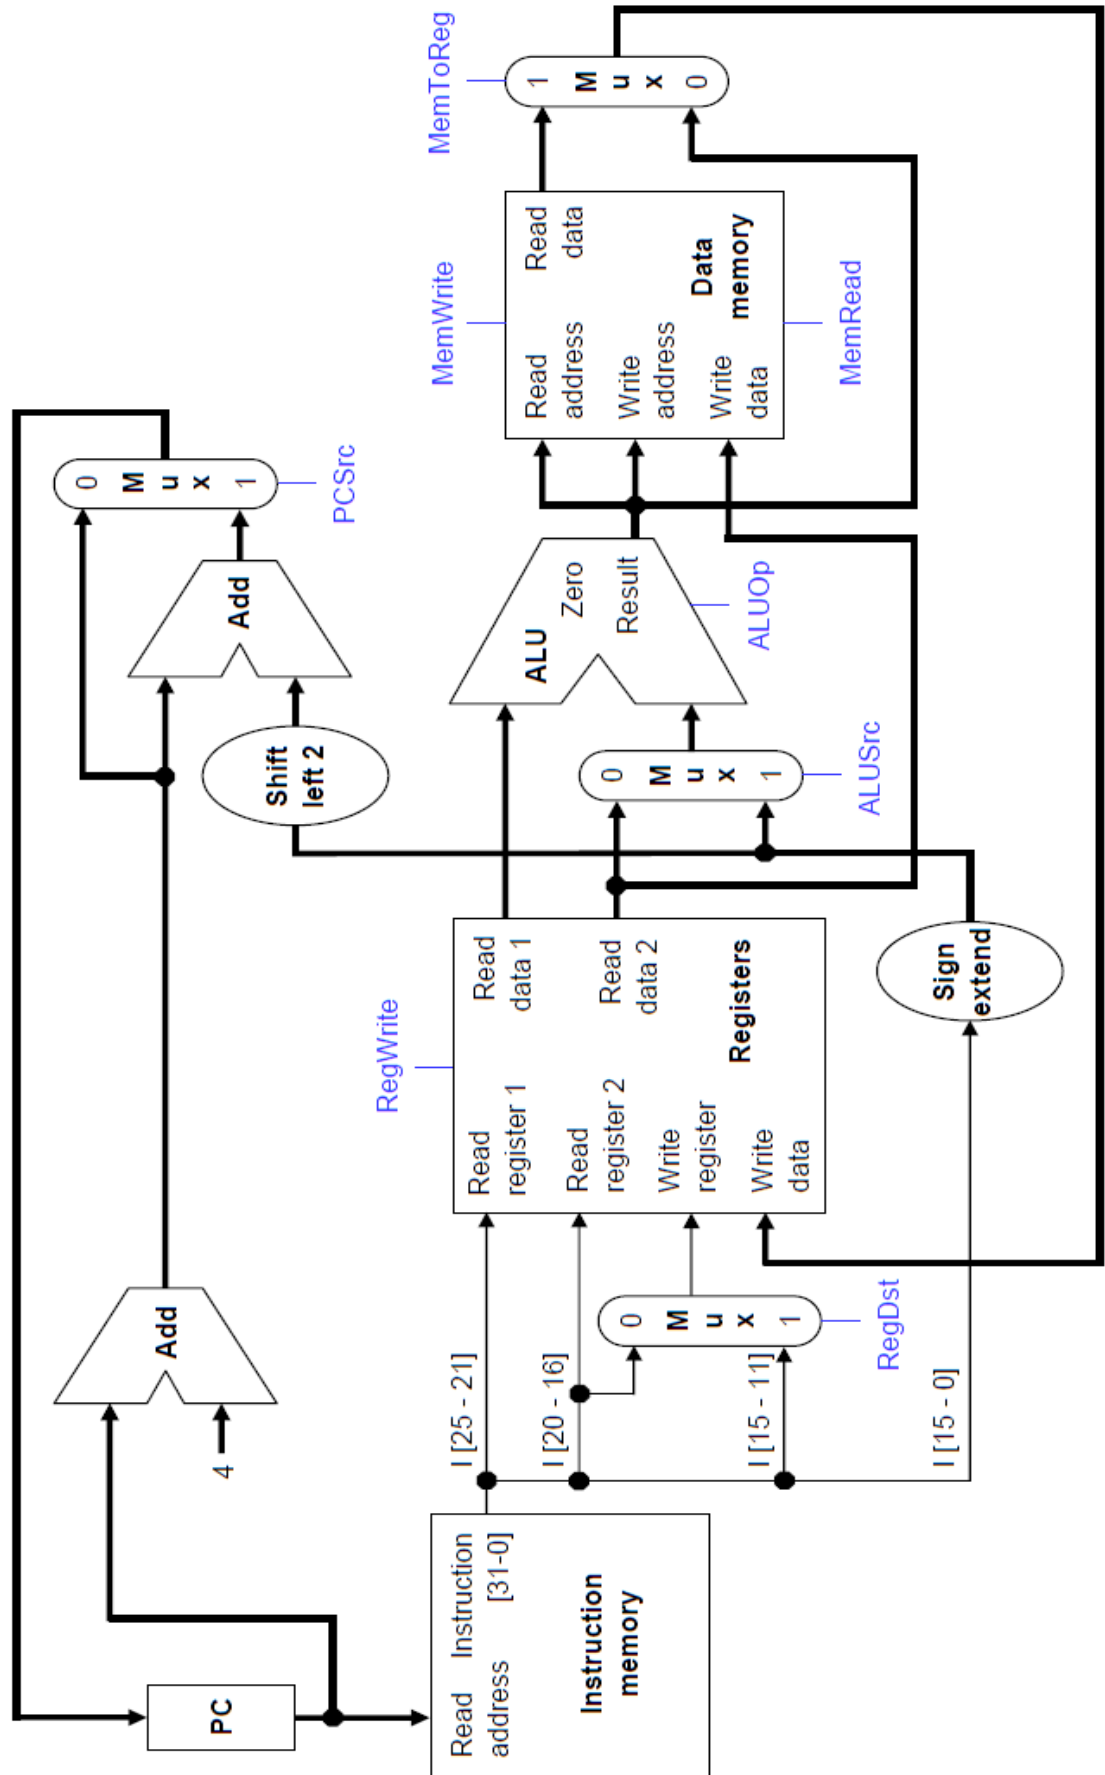 PC
Add
4
Add
Shift
left 2
0
M
u
x
1
PCSrc
Read
address
Instruction
[31-0]
Instruction
memory
I [25 - 21]
I [20 - 16]
I [15 - 11]
I [15 - 0]
0
M
u
x
1
RegDst
RegWrite
Read
register 1
Read
register 2
Write
register
Write
data
Read
data 1
Read
data 2
Registers
Sign
extend
0
M
u
x
1
ALUSrc
ALU
Zero
Result
ALUOp
MemWrite
Read
address
Write
address
Write
data
Read
data
Data
memory
MemRead
MemToReg
1
M
u
x
0